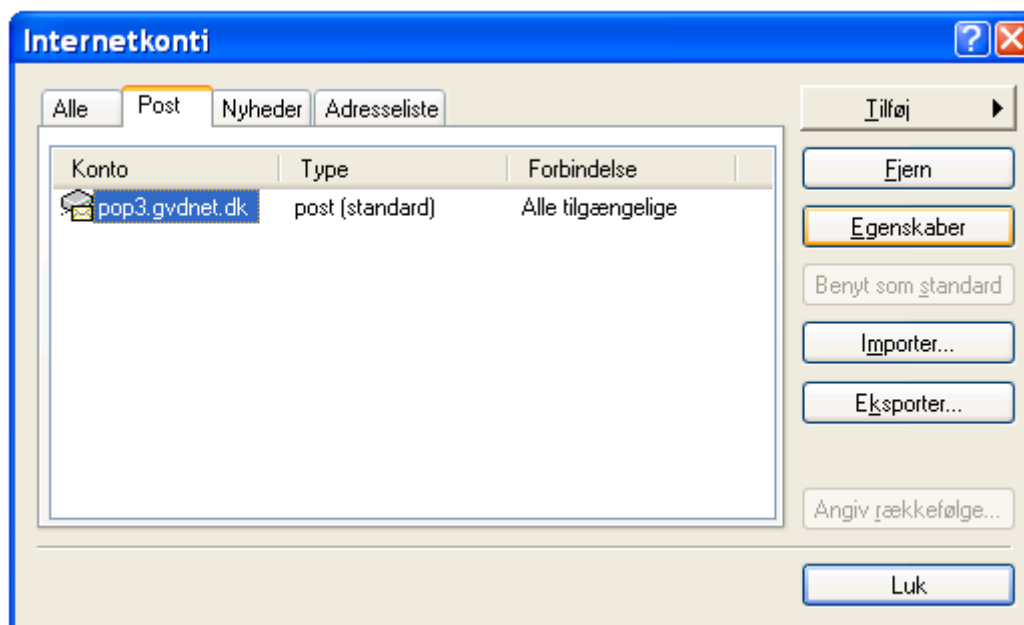 Internetkonti
Alle Post Nyheder Adresseliste
Konto Type Forbindelse
pop3.gvdnet.dk post (standard) Alle tilgængelige
Tilføj
Fjern
Egenskaber
Benyt som standard
Importer...
Eksporter...
Angiv rækkefølge...
Luk